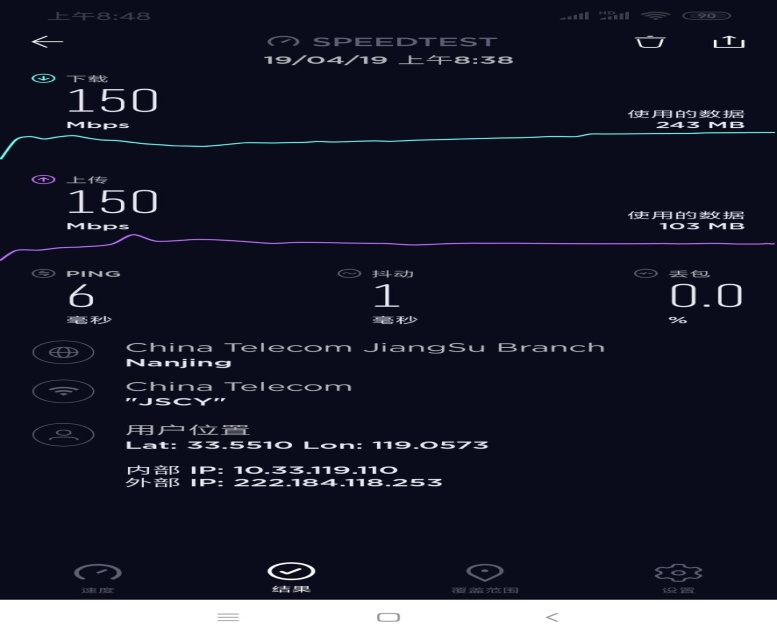 上午8:48
HD
90
SPEEDTEST
19/04/19 上午8:38
下载
150
Mbps
使用的数据
243 MB
上传
150
Mbps
使用的数据
103 MB
PING
6
毫秒
抖动
1
毫秒
丢包
0.0
%
China Telecom JiangSu Branch
Nanjing
China Telecom
"JSCY"
用户位置
Lat: 33.5510 Lon: 119.0573
内部 IP: 10.33.119.110
外部 IP: 222.184.118.253
速度
结果
覆盖范围
设置